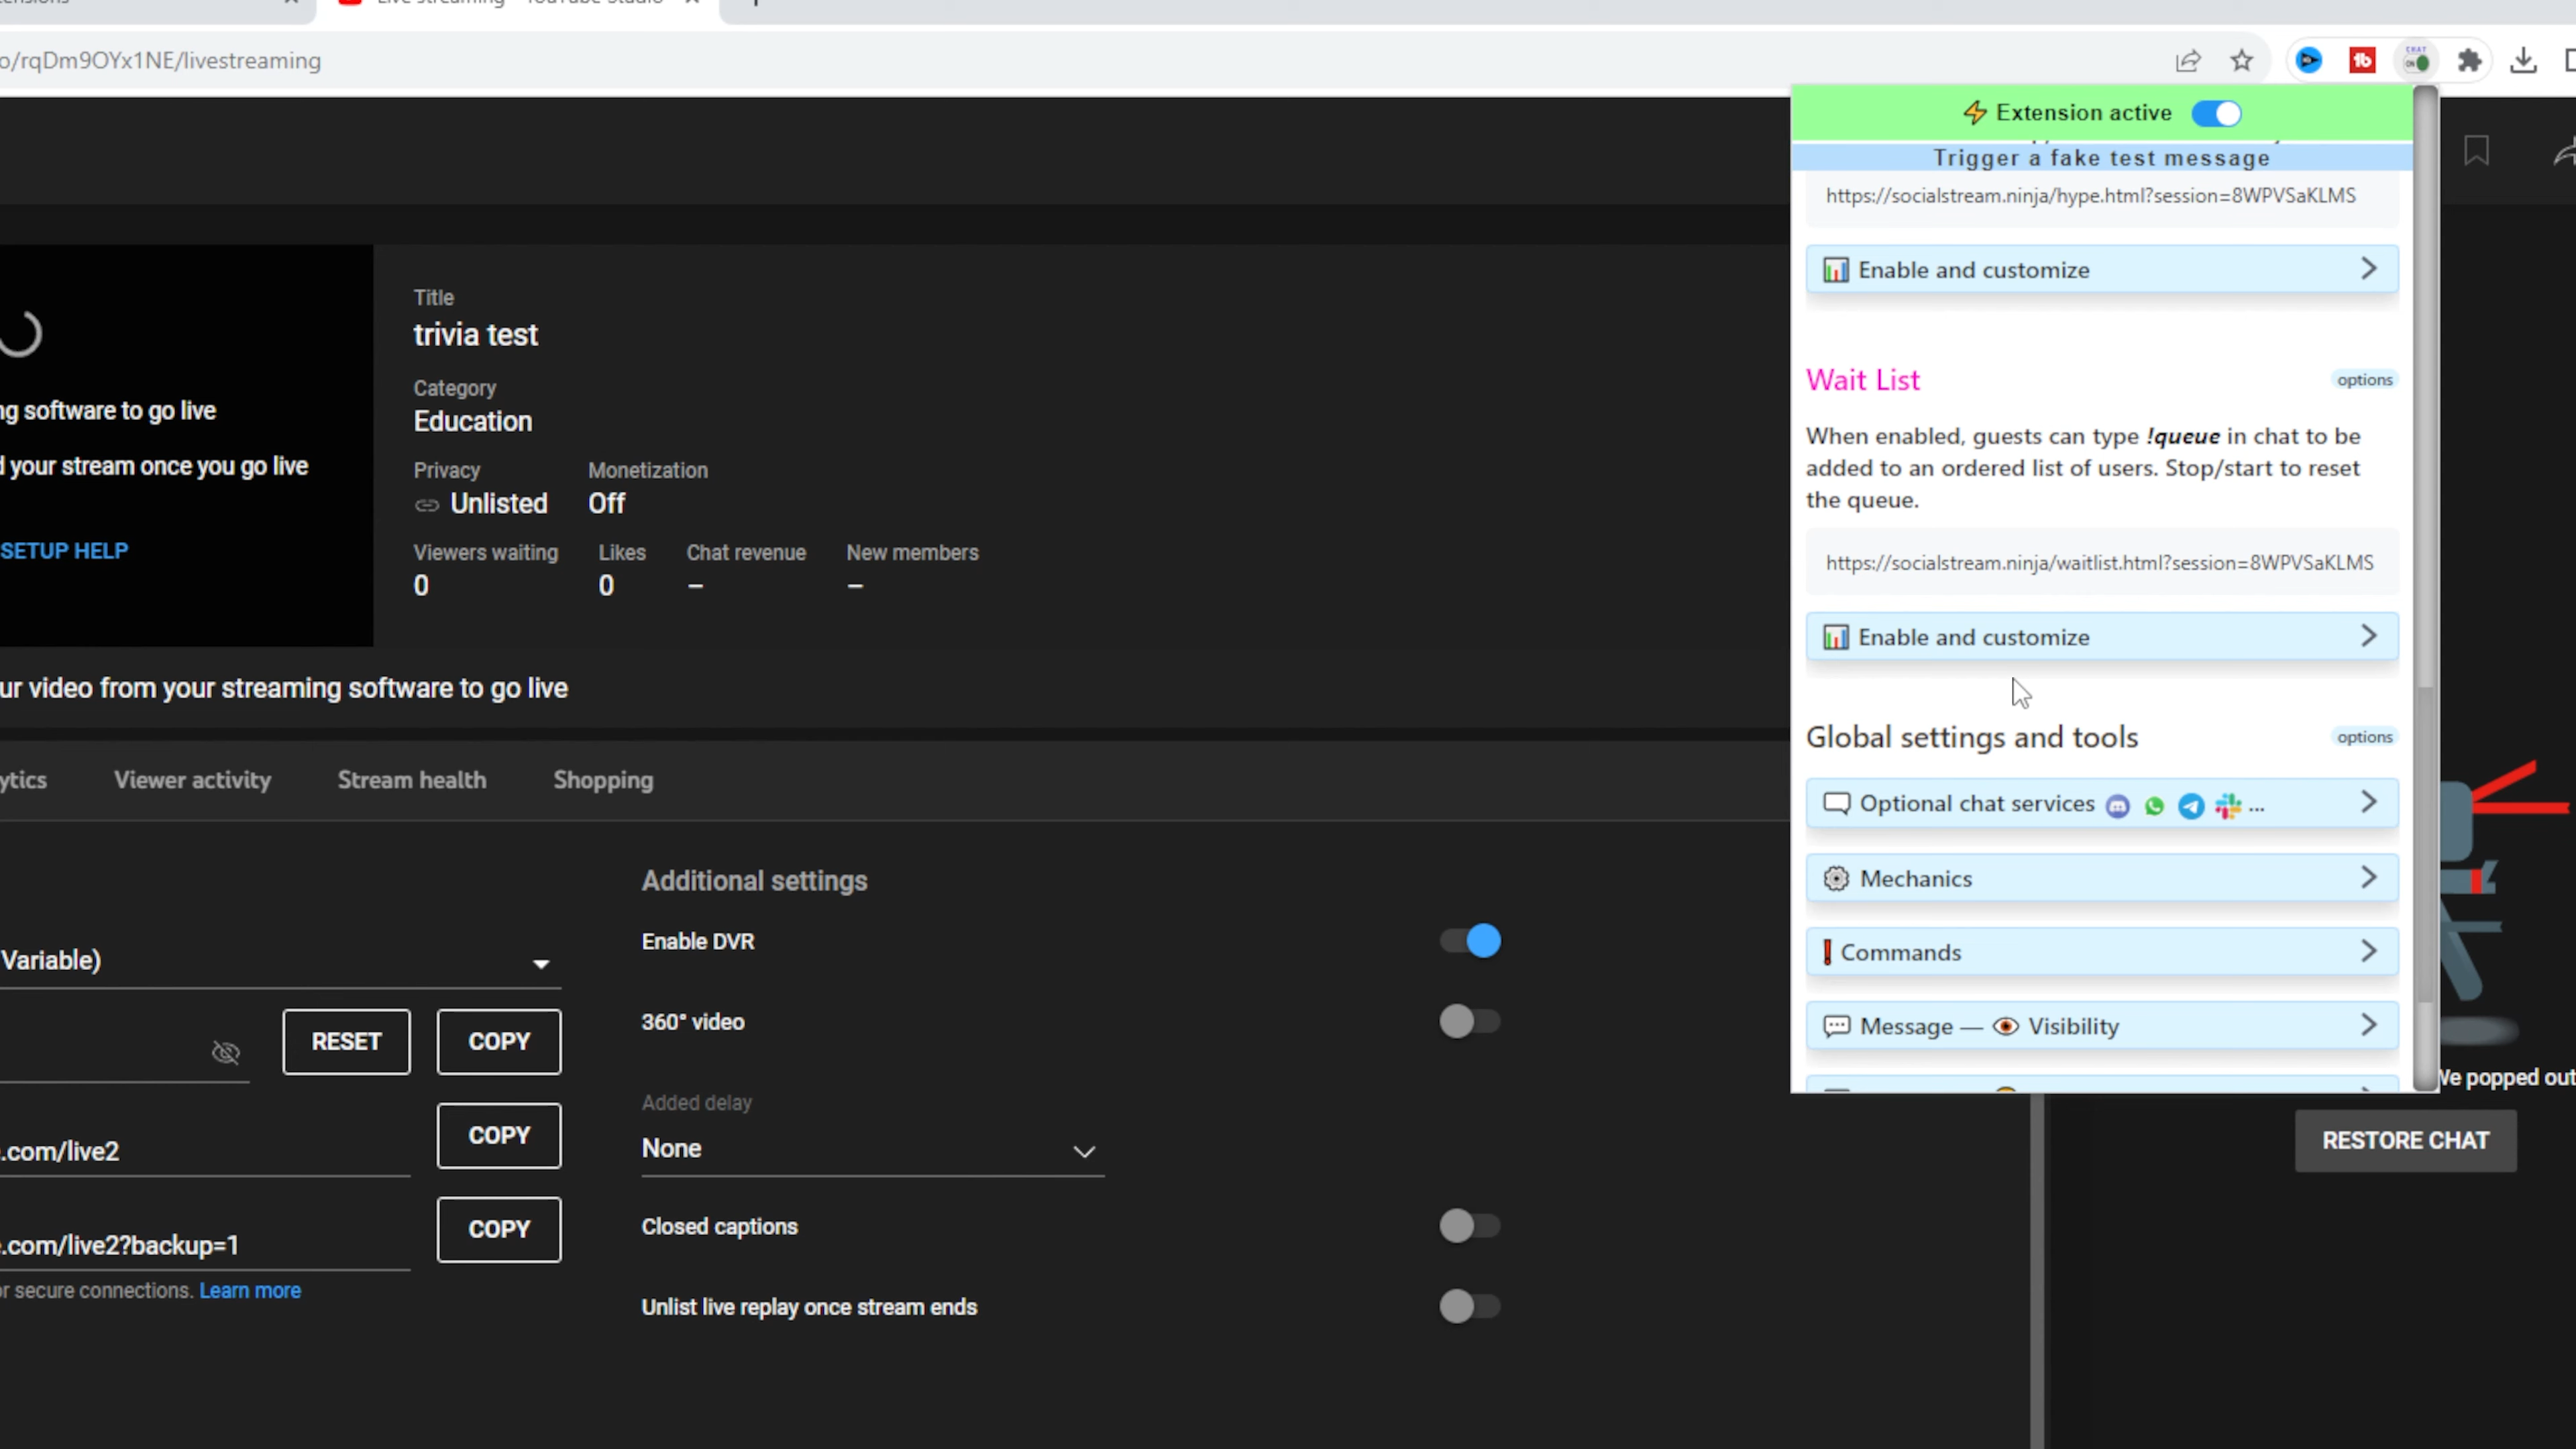 Live streaming - YouTube Studio
o/rqDm9OYx1NE/livestreaming
Title
trivia test
Category
Education
Privacy
Monetization
Unlisted
Off
Viewers waiting
Likes
Chat revenue
New members
0
0
–
–
ng software to go live
d your stream once you go live
SETUP HELP
ur video from your streaming software to go live
ytics
Viewer activity
Stream health
Shopping
Variable)
RESET
COPY
.com/live2
COPY
.com/live2?backup=1
COPY
or secure connections. Learn more
Additional settings
Enable DVR
360° video
Added delay
None
Closed captions
Unlist live replay once stream ends
CHAT
ON
⚡ Extension active
Trigger a fake test message
https://socialstream.ninja/hype.html?session=8WPVSaKLMS
📊 Enable and customize
Wait List
options
When enabled, guests can type !queue in chat to be
added to an ordered list of users. Stop/start to reset
the queue.
https://socialstream.ninja/waitlist.html?session=8WPVSaKLMS
📊 Enable and customize
Global settings and tools
options
Optional chat services ...
Mechanics
❗Commands
💬 Message — 👁 Visibility
We popped out
RESTORE CHAT